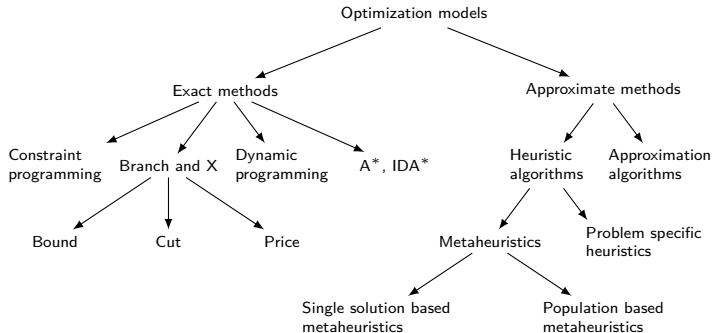 Optimization models
Exact methods
Approximate methods
Constraint
programming
Branch and X
Dynamic
programming
A*, IDA*
Heuristic
algorithms
Approximation
algorithms
Bound
Cut
Price
Metaheuristics
Problem specific
heuristics
Single solution based
metaheuristics
Population based
metaheuristics